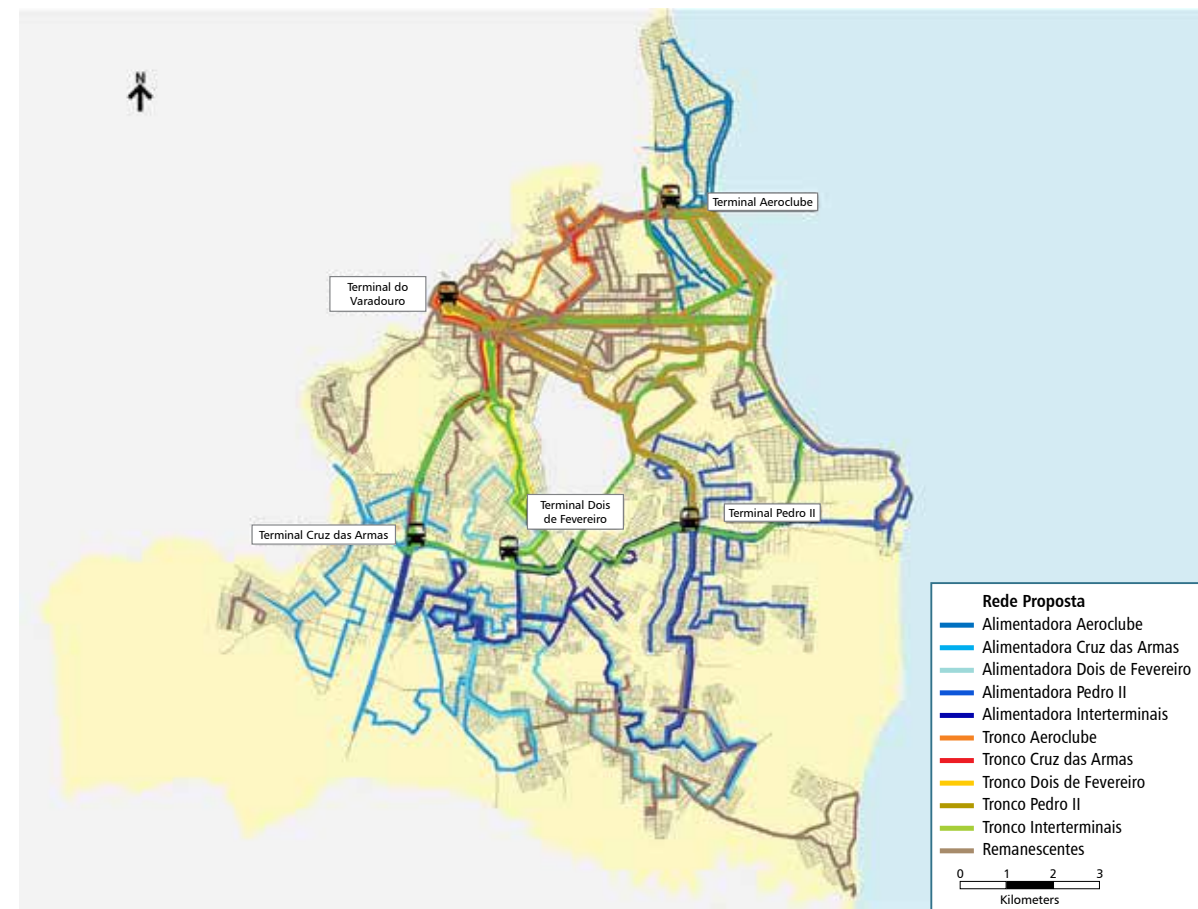 N
Terminal Aeroclube
Terminal do
Varadouro
Terminal Dois
de Fevereiro
Terminal Pedro II
Terminal Cruz das Armas
Rede Proposta
Alimentadora Aeroclube
Alimentadora Cruz das Armas
Alimentadora Dois de Fevereiro
Alimentadora Pedro II
Alimentadora Interterminais
Tronco Aeroclube
Tronco Cruz das Armas
Tronco Dois de Fevereiro
Tronco Pedro II
Tronco Interterminais
Remanescentes
0 1 2 3
Kilometers